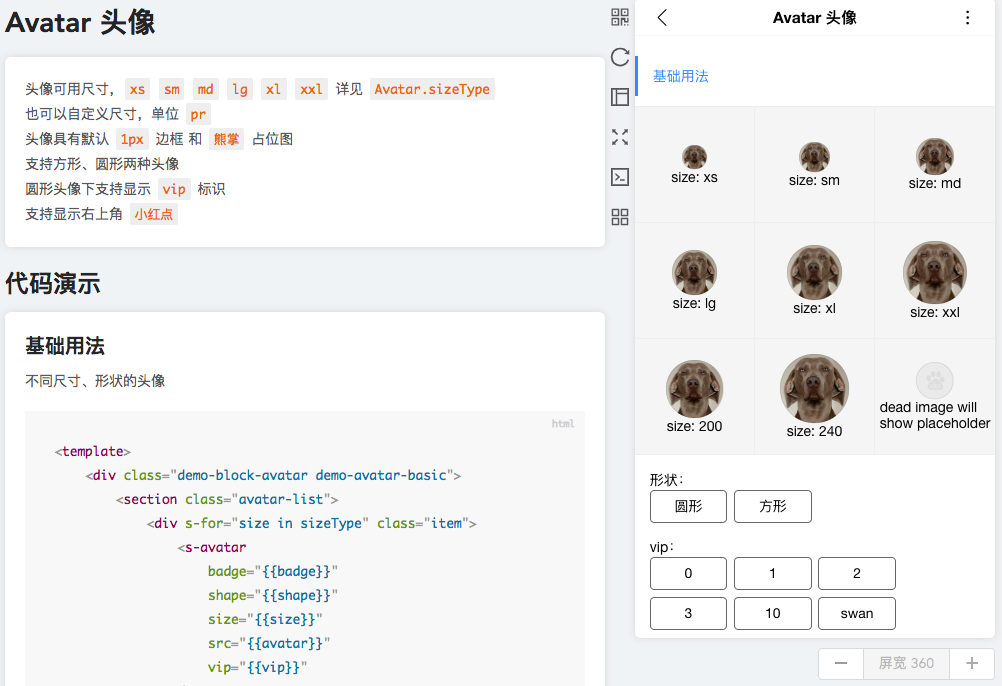 Avatar 头像
头像可用尺寸， xs sm md lg xl xxl 详见 Avatar.sizeType
也可以自定义尺寸，单位 pr
头像具有默认 1px 边框 和 熊掌 占位图
支持方形、圆形两种头像
圆形头像下支持显示 vip 标识
支持显示右上角 小红点
代码演示
基础用法
不同尺寸、形状的头像
html
<template>
<div class="demo-block-avatar demo-avatar-basic">
<section class="avatar-list">
<div s-for="size in sizeType" class="item">
<s-avatar
badge="{{badge}}"
shape="{{shape}}"
size="{{size}}"
src="{{avatar}}"
vip="{{vip}}"
Avatar 头像
基础用法
size: xs
size: sm
size: md
size: lg
size: xl
size: xxl
size: 200
size: 240
dead image will
show placeholder
形状：
圆形
方形
vip：
0
1
2
3
10
swan
屏宽 360